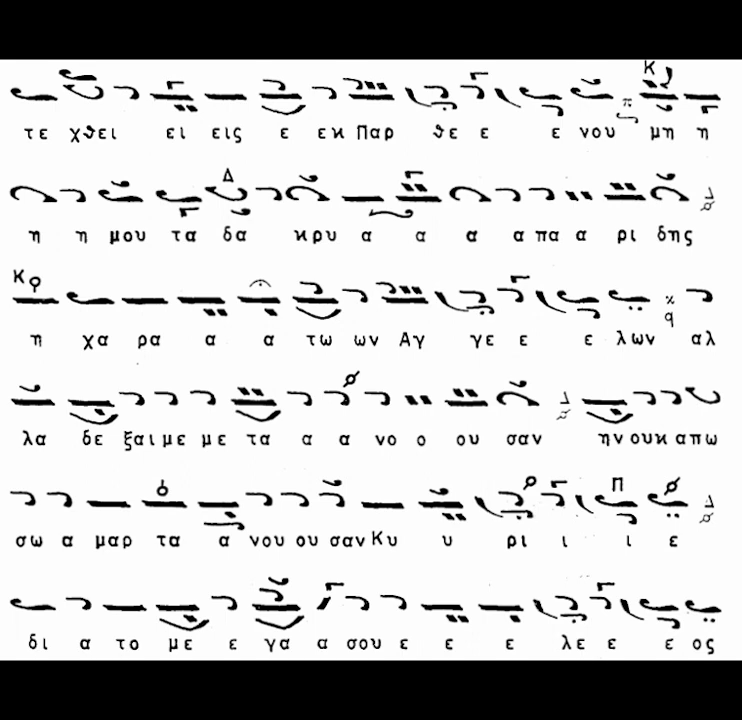 τε χθει ει εις ε εκ Παρ θε ε ε νου μη η
η η μου τα δα κρυ α α α α πα α ρι δης
η χα ρα α α τω ων Αγ γε ε ε λων αλ
λα δε ξαι με με τα α α νο ο ου σαν ην ουκ απω
σω α μαρ τα α νου ου σαν Κυ υ ρι ι ι ε
δι α το με ε γα α σου ε ε ε λε ε ε ος